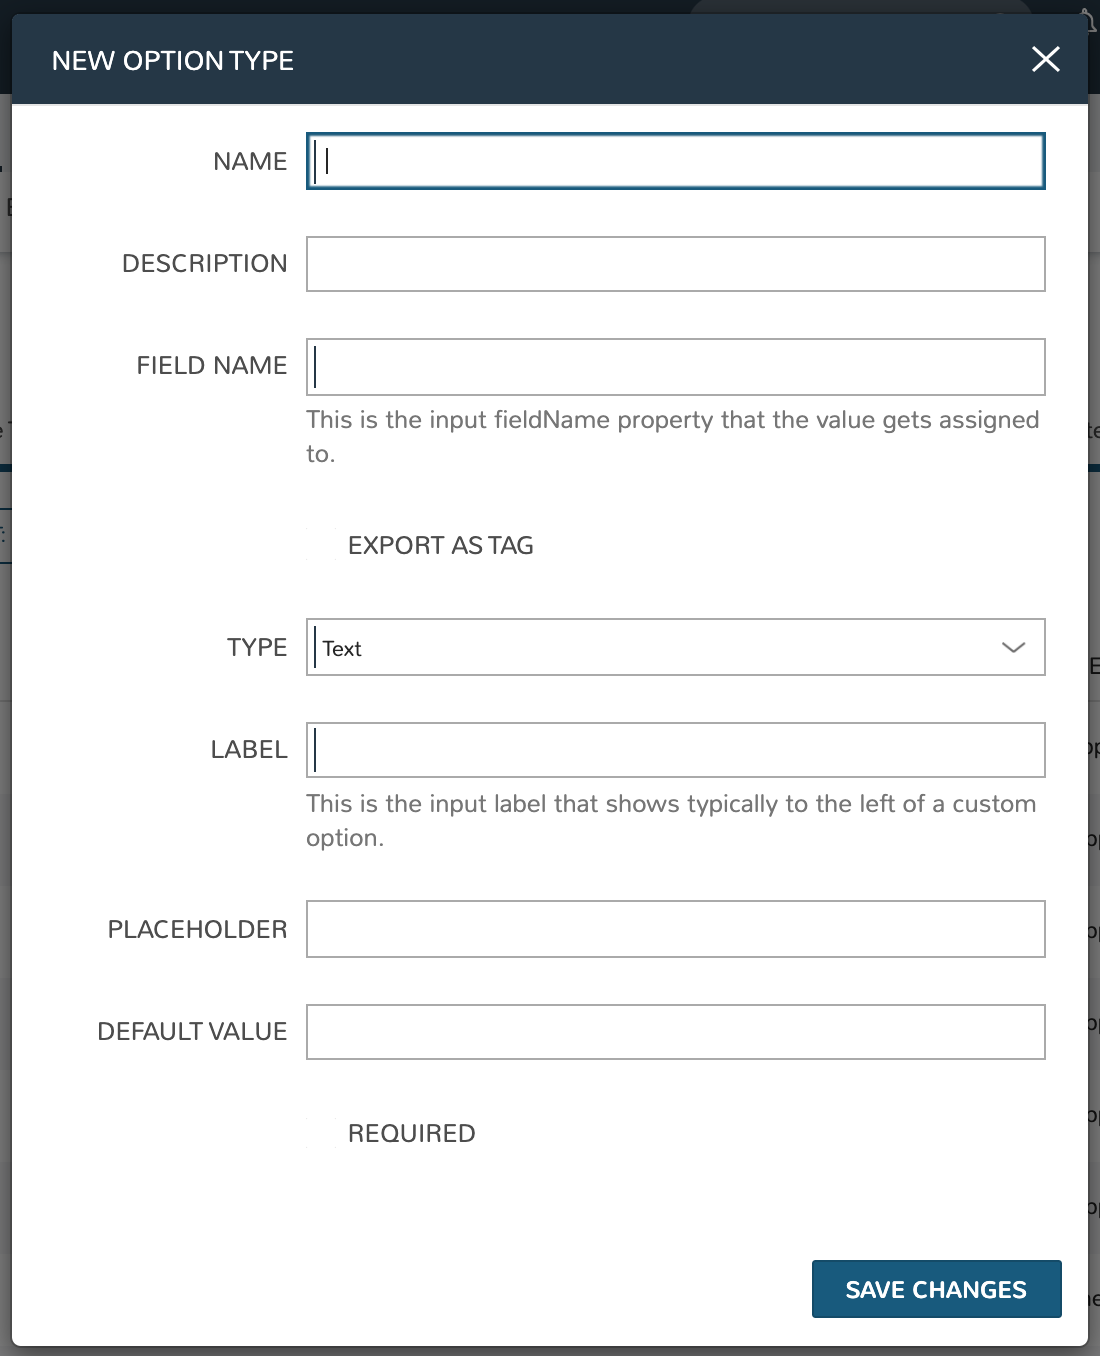 NEW OPTION TYPE
NAME
DESCRIPTION
FIELD NAME
This is the input fieldName property that the value gets assigned
to.
EXPORT AS TAG
TYPE
Text
LABEL
This is the input label that shows typically to the left of a custom
option.
PLACEHOLDER
DEFAULT VALUE
REQUIRED
SAVE CHANGES